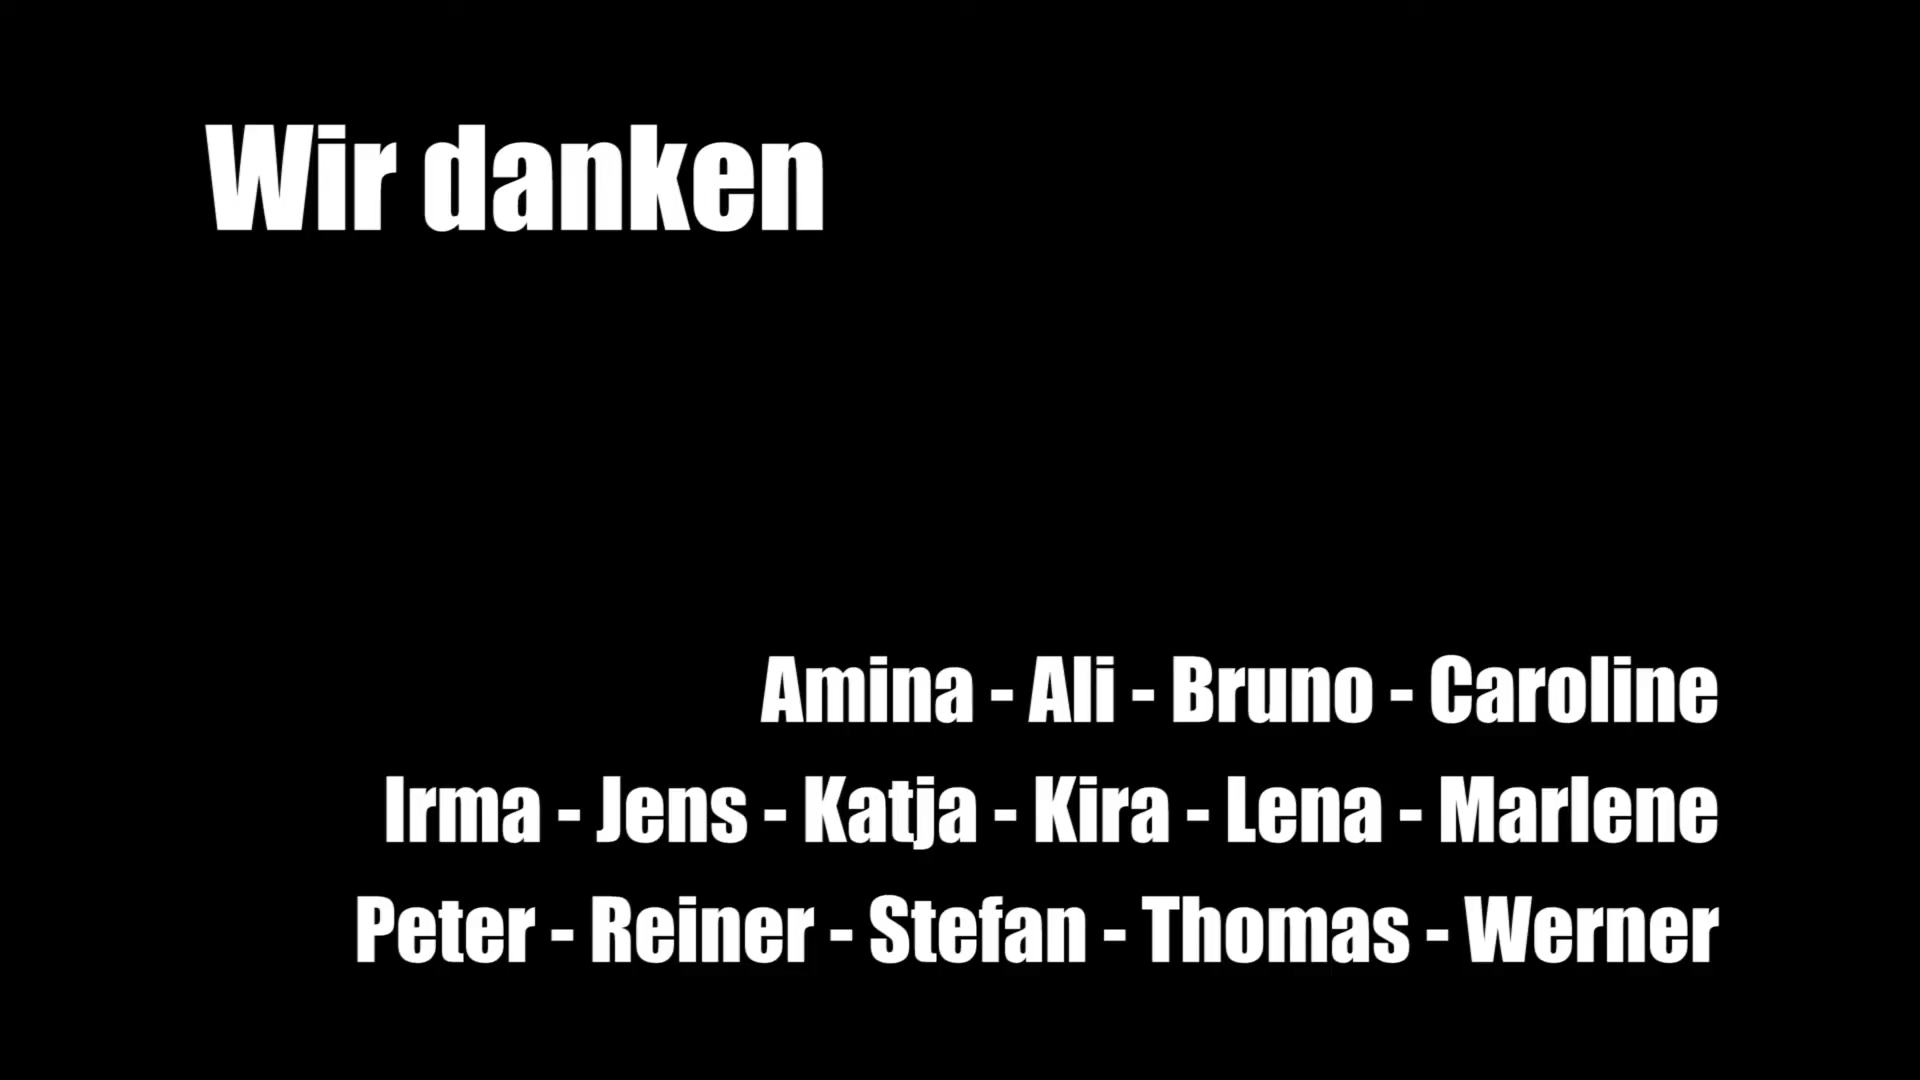 Wir danken
Amina - Ali - Bruno - Caroline
Irma - Jens - Katja - Kira - Lena - Marlene
Peter - Reiner - Stefan - Thomas - Werner